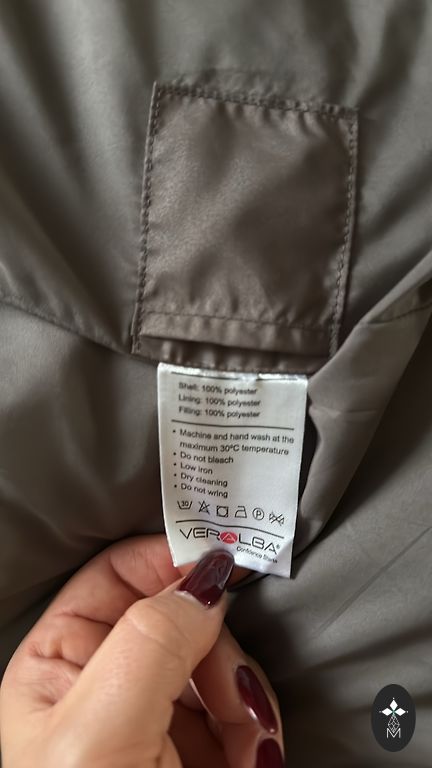 Shell: 100% polyester
Lining: 100% polyester
Filling: 100% polyester
• Machine and hand wash at the
maximum 30ºC temperature
• Do not bleach
• Low iron
• Dry cleaning
• Do not wring
30 P
VERALBA®
Confidence Starts
M